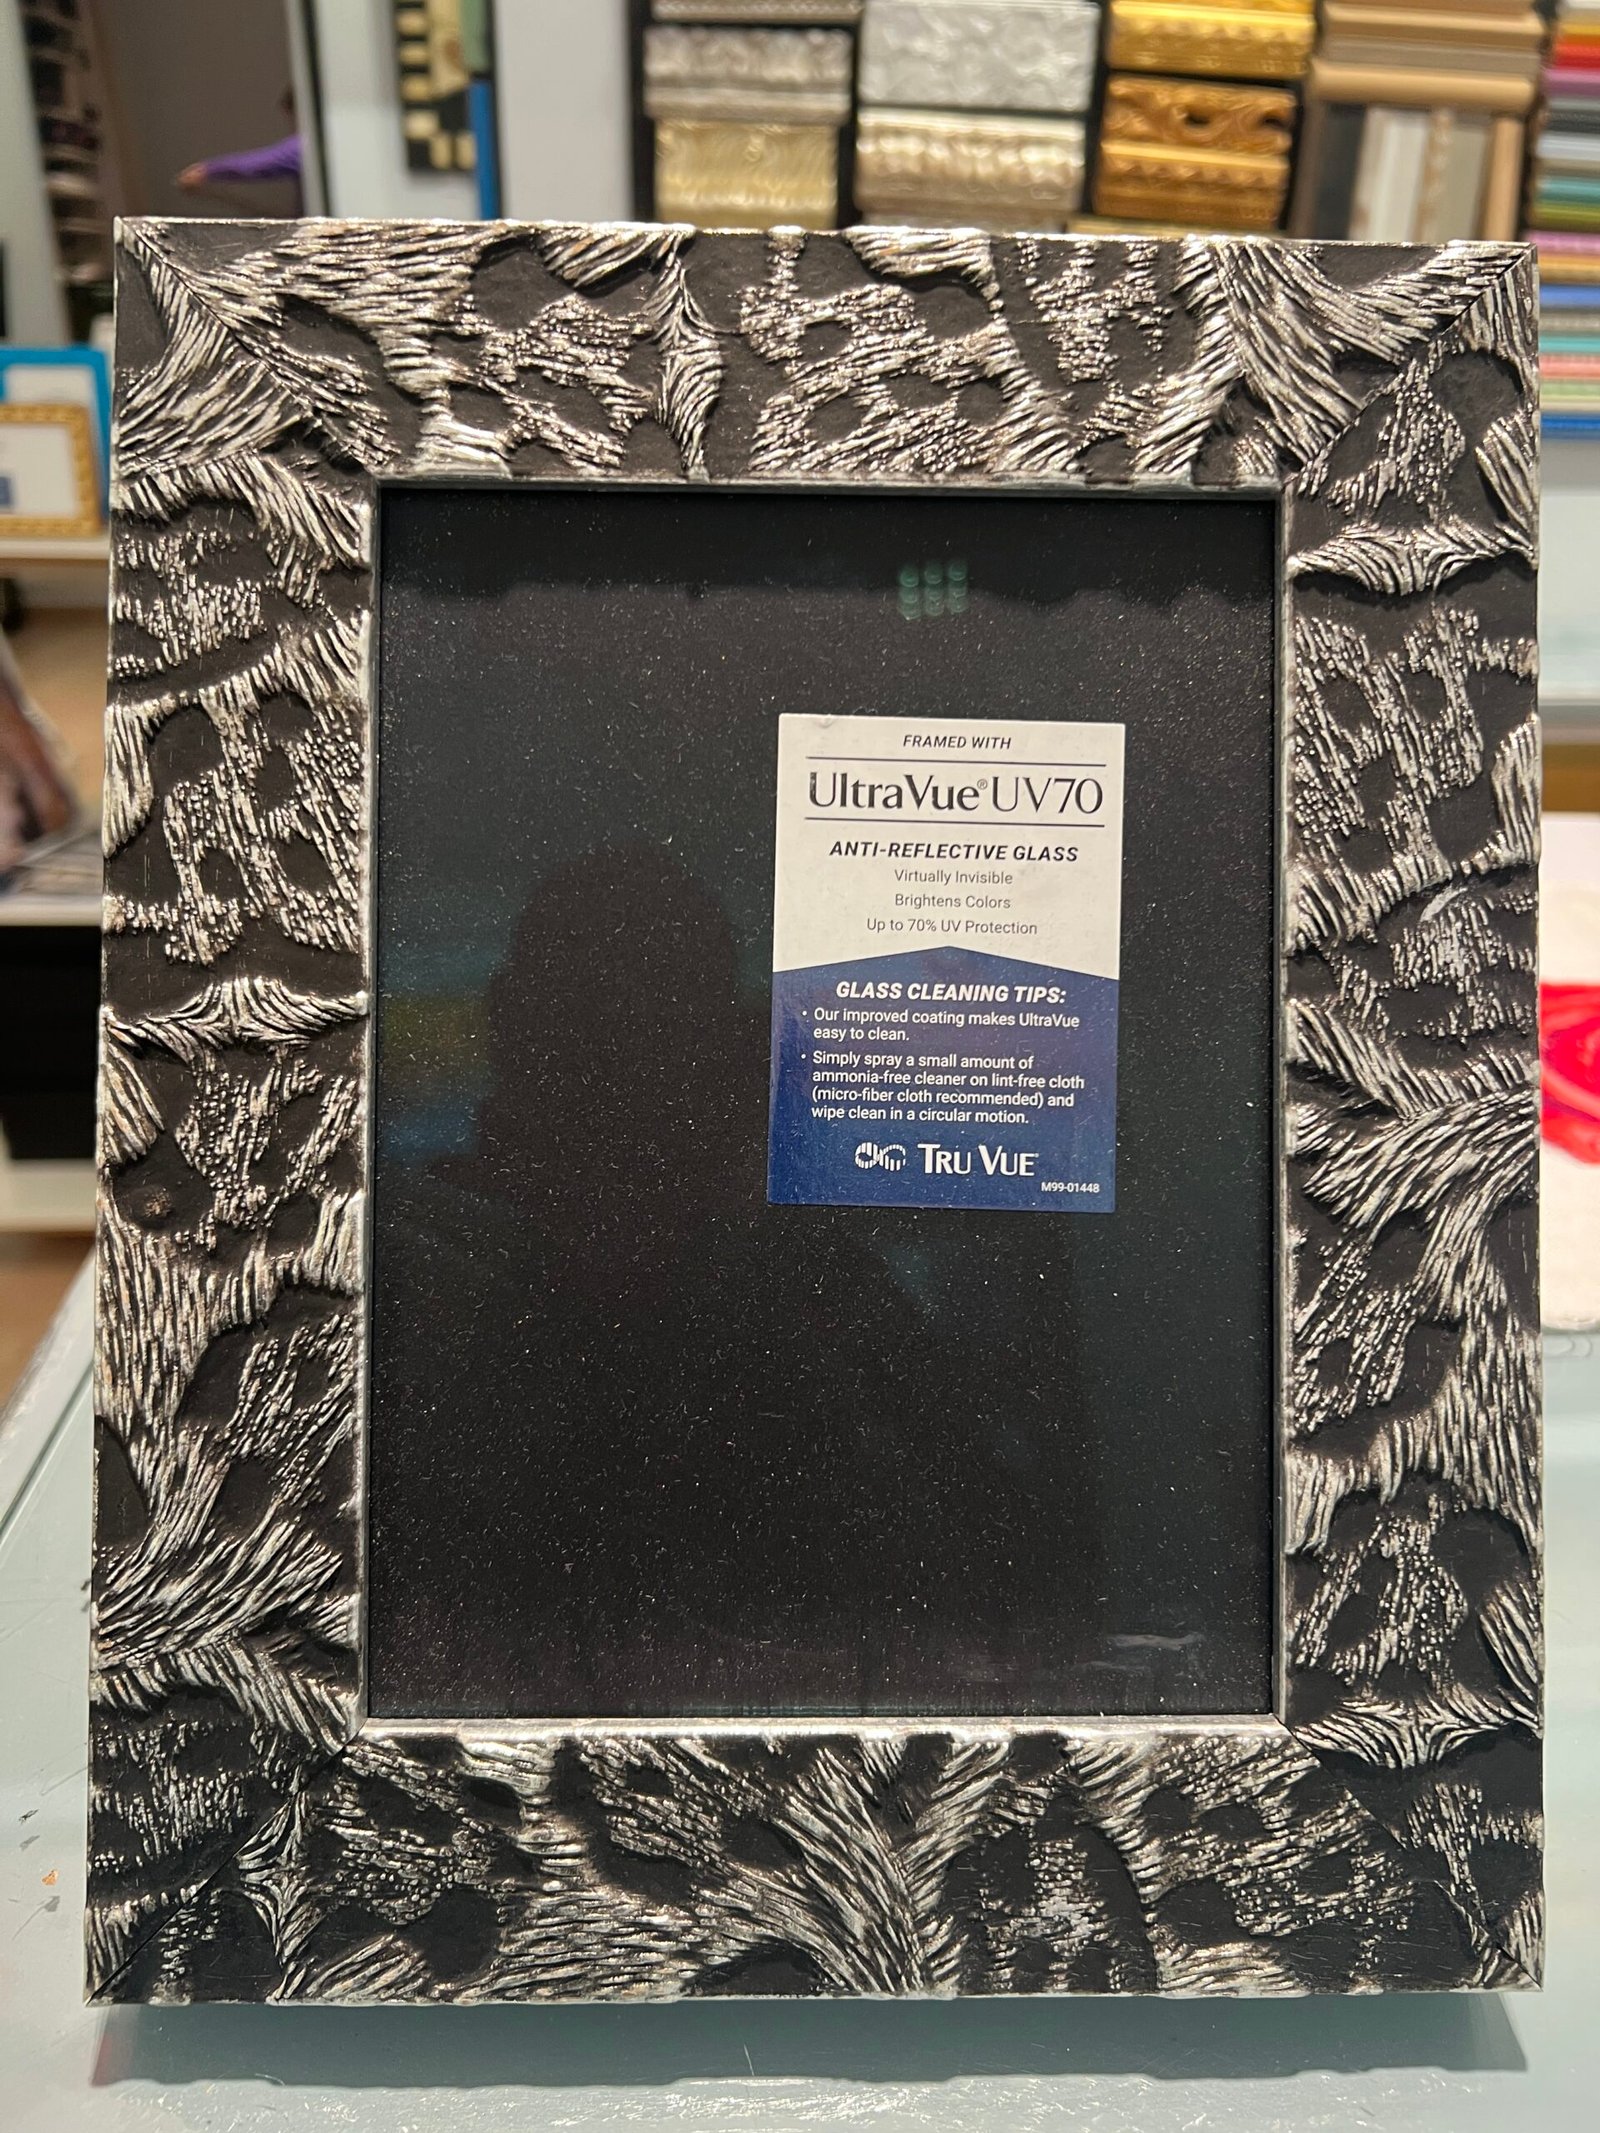 FRAMED WITH
UltraVue® UV70
ANTI-REFLECTIVE GLASS
Virtually Invisible
Brightens Colors
Up to 70% UV Protection
GLASS CLEANING TIPS:
• Our improved coating makes UltraVue
easy to clean.
• Simply spray a small amount of
ammonia-free cleaner on lint-free cloth
(micro-fiber cloth recommended) and
wipe clean in a circular motion.
TRU VUE®
M99-01448